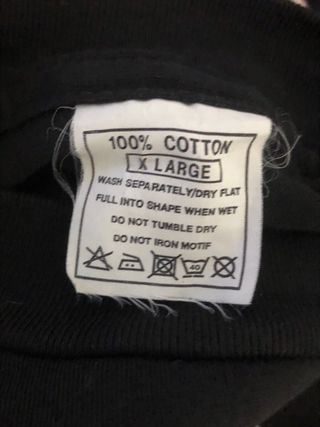 100% COTTON
X LARGE
WASH SEPARATELY/DRY FLAT
FULL INTO SHAPE WHEN WET
DO NOT TUMBLE DRY
DO NOT IRON MOTIF
40